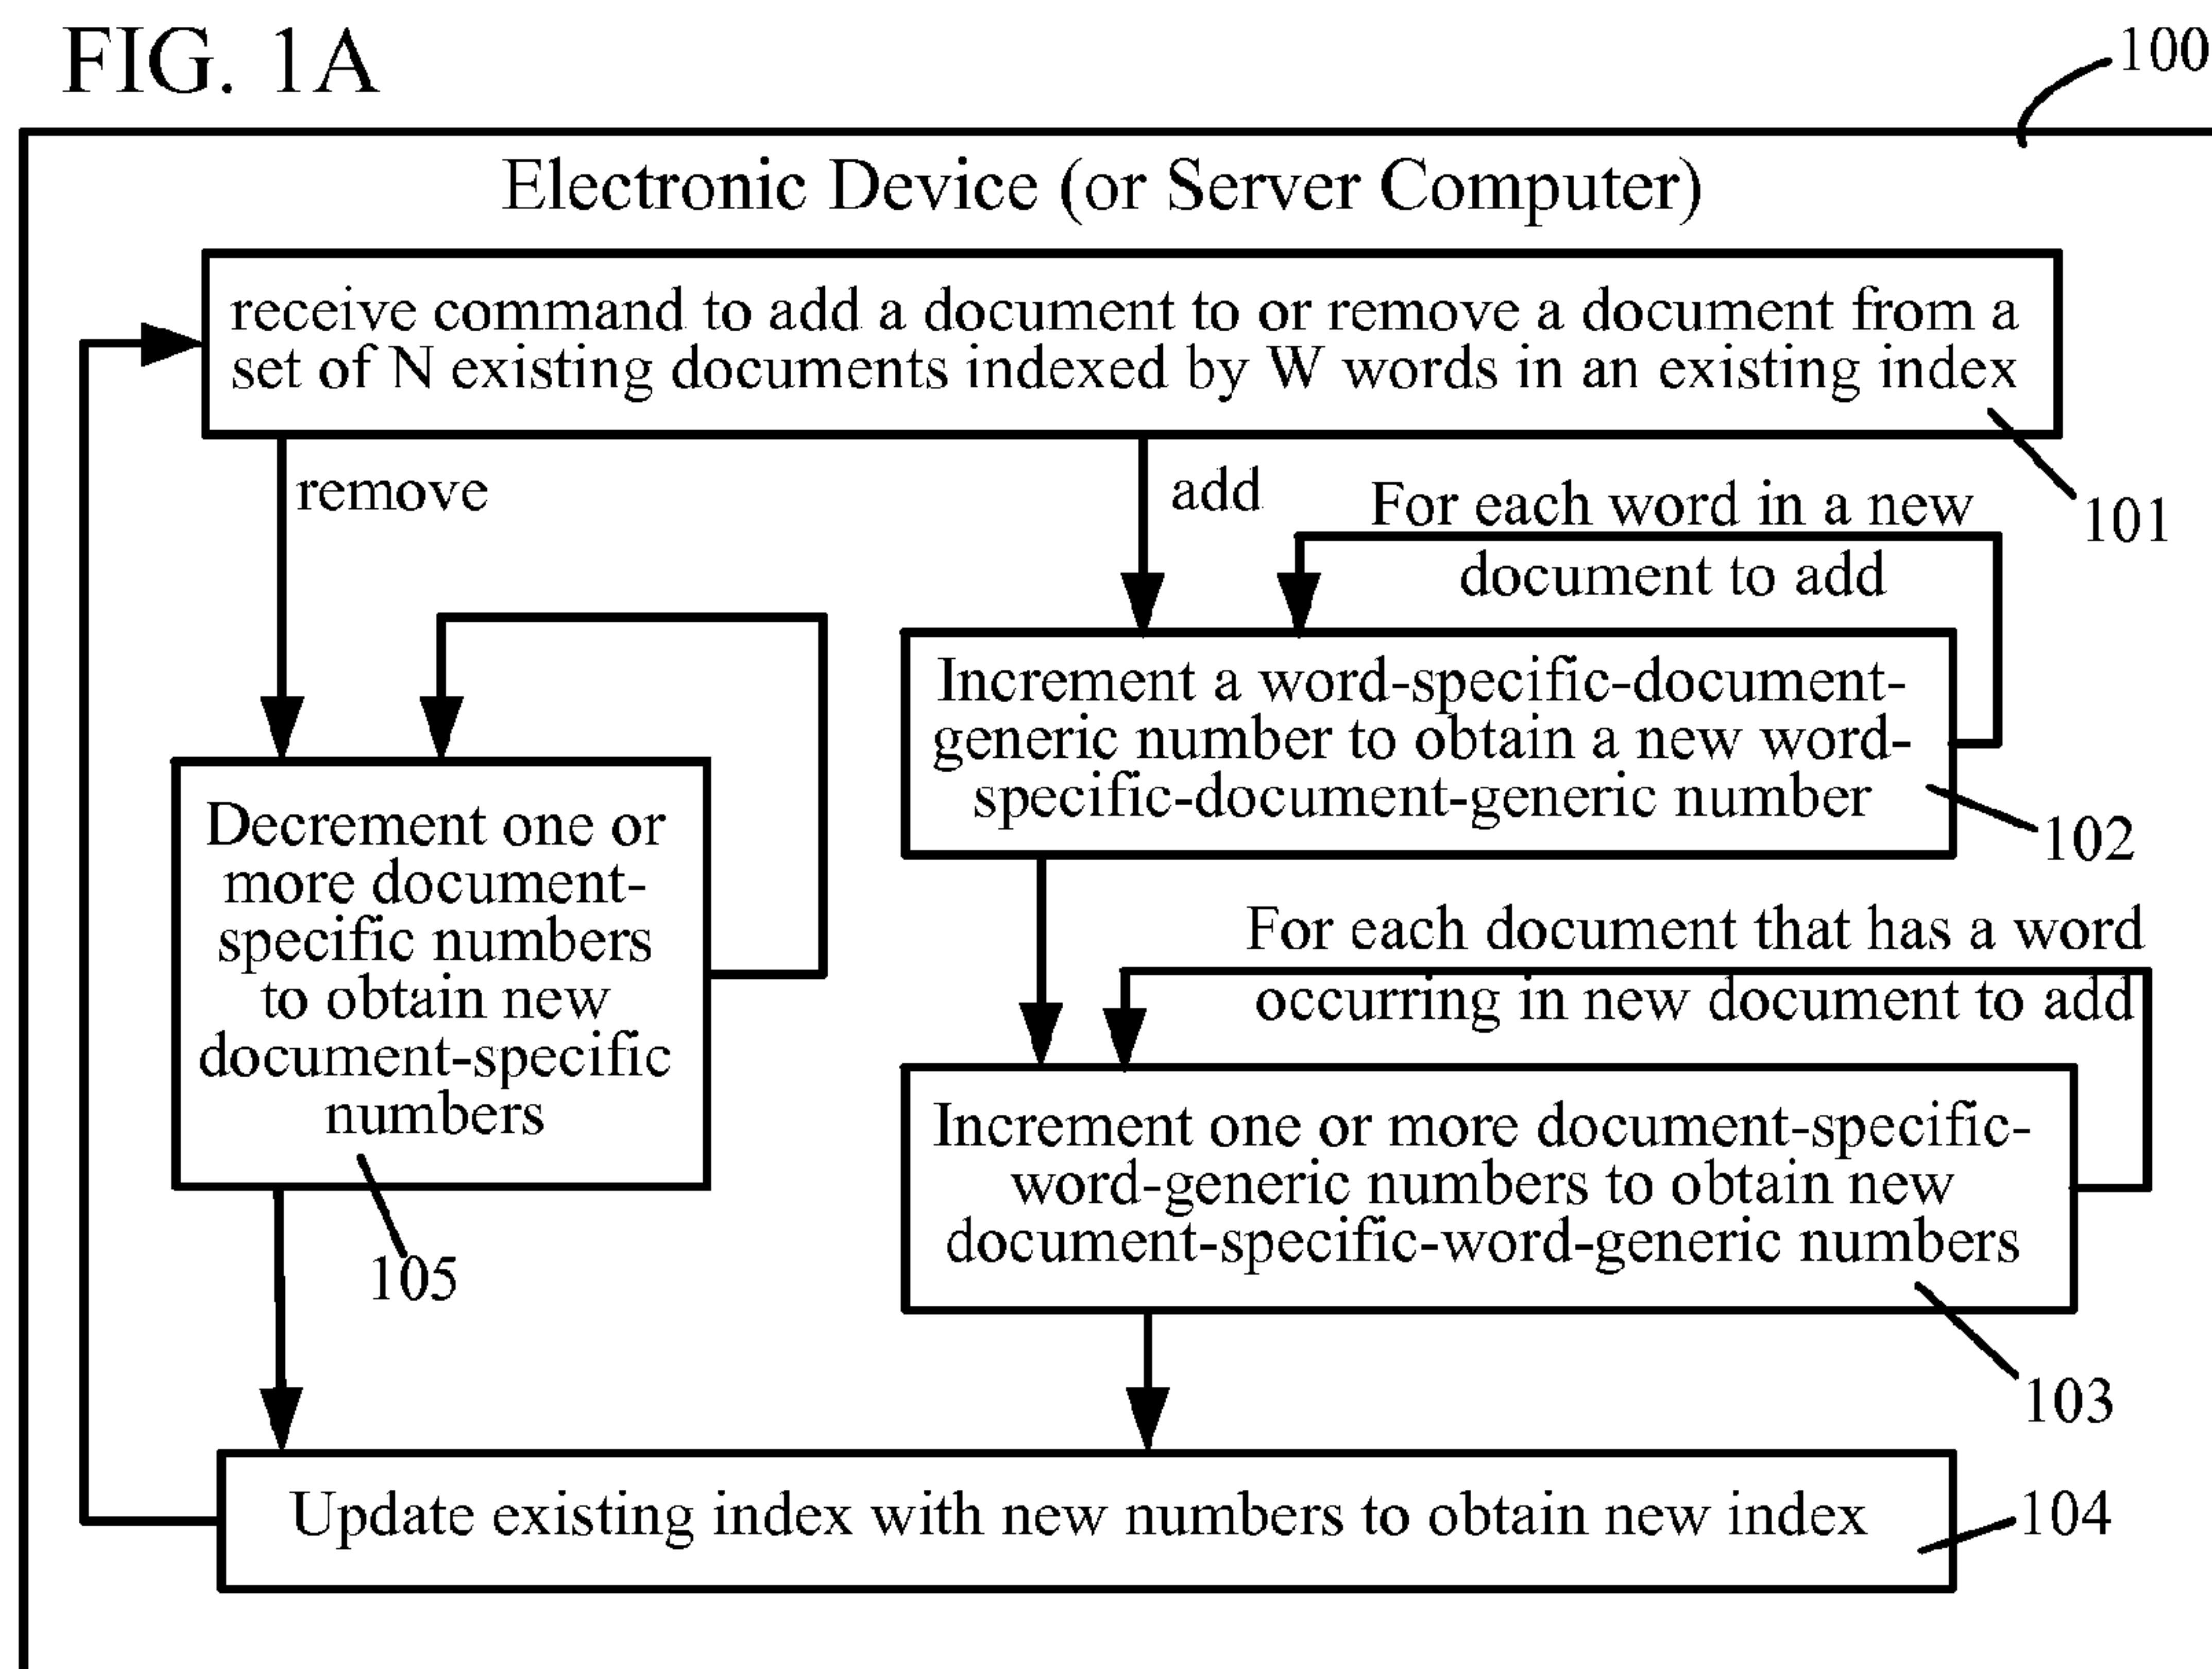 FIG. 1A
100
Electronic Device (or Server Computer)
receive command to add a document to or remove a document from a
set of N existing documents indexed by W words in an existing index
101
remove
add
For each word in a new
document to add
Increment a word-specific-document-
generic number to obtain a new word-
specific-document-generic number
102
Decrement one or
more document-
specific numbers
to obtain new
document-specific
numbers
105
For each document that has a word
occurring in new document to add
Increment one or more document-specific-
word-generic numbers to obtain new
document-specific-word-generic numbers
103
Update existing index with new numbers to obtain new index
104